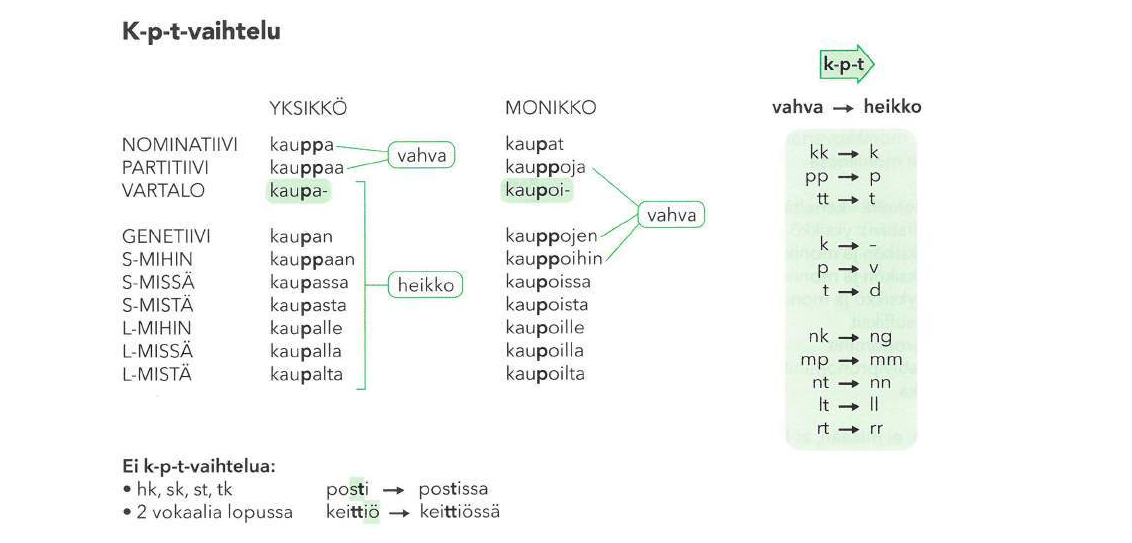 K-p-t-vaihtelu
k-p-t
YKSIKKÖ MONIKKO vahva → heikko
NOMINATIIVI kauppa kaupat
PARTITIIVI kauppaa kauppoja
VARTALO kaupa- kaupoi-
vahva
vahva
GENETIIVI kaupan kauppojen
S-MIHIN kauppaan kauppoihin
S-MISSÄ kaupassa kaupoissa
S-MISTÄ kaupasta kaupoista
L-MIHIN kaupalle kaupoille
L-MISSÄ kaupalla kaupoilla
L-MISTÄ kaupalta kaupoilta
heikko
kk → k
pp → p
tt → t
k → -
p → v
t → d
nk → ng
mp → mm
nt → nn
lt → ll
rt → rr
Ei k-p-t-vaihtelua:
• hk, sk, st, tk posti → postissa
• 2 vokaalia lopussa keittiö → keittiössä